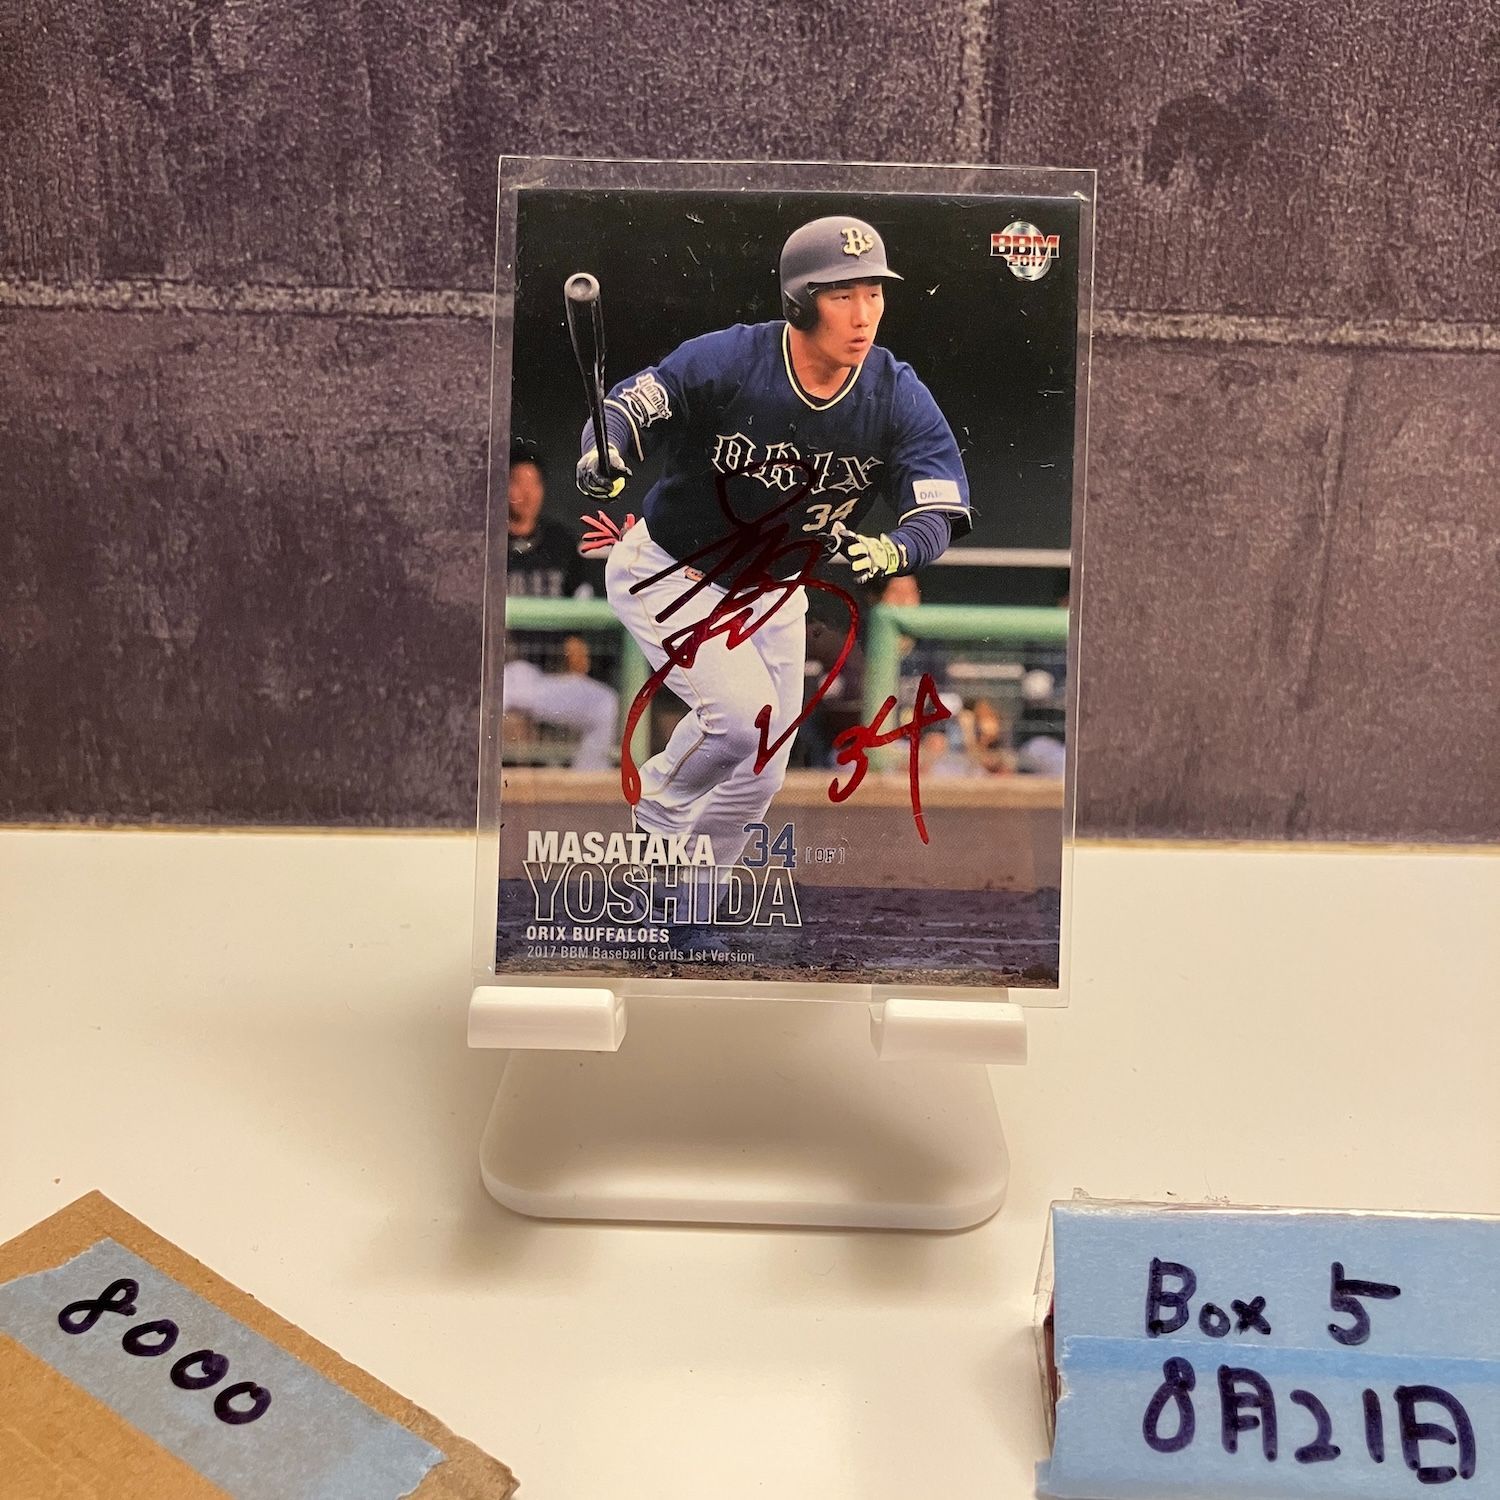 Bs
BBM
2017
ORIX
34
34
MASATAKA 34 [OF]
YOSHIDA
ORIX BUFFALOES
2017 BBM Baseball Cards 1st Version
8000
Box 5
8月21日